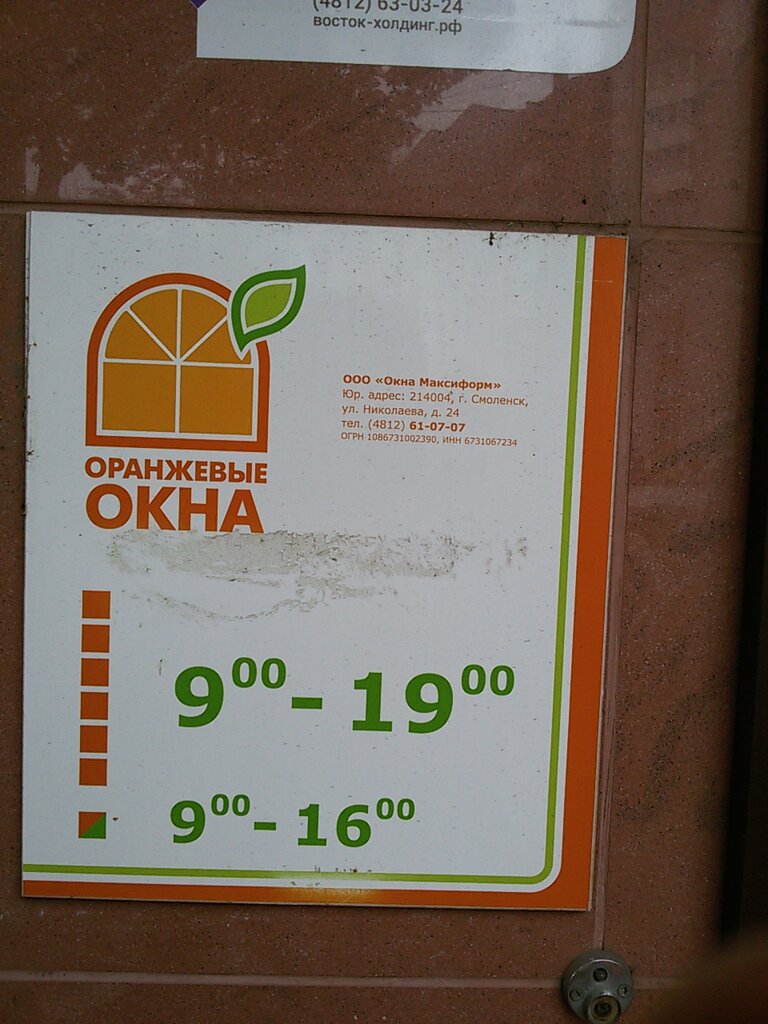 (4812) 63-03-24
восток-холдинг.рф
ООО «Окна Максиформ»
Юр. адрес: 214004, г. Смоленск,
ул. Николаева, д. 24
тел. (4812) 61-07-07
ОГРН 1086731002390, ИНН 6731067234
ОРАНЖЕВЫЕ
ОКНА
9⁰⁰- 19⁰⁰
9⁰⁰- 16⁰⁰